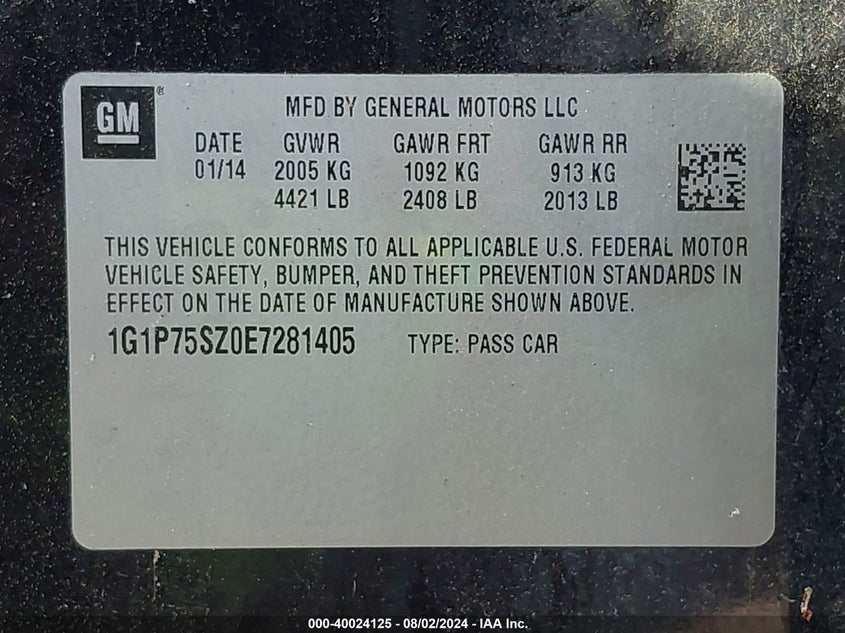 GM®
MFD BY GENERAL MOTORS LLC
DATE GVWR GAWR FRT GAWR RR
01/14 2005 KG 1092 KG 913 KG
4421 LB 2408 LB 2013 LB
THIS VEHICLE CONFORMS TO ALL APPLICABLE U.S. FEDERAL MOTOR
VEHICLE SAFETY, BUMPER, AND THEFT PREVENTION STANDARDS IN
EFFECT ON THE DATE OF MANUFACTURE SHOWN ABOVE.
1G1P75SZ0E7281405 TYPE: PASS CAR
000-40024125 - 08/02/2024 - IAA Inc.